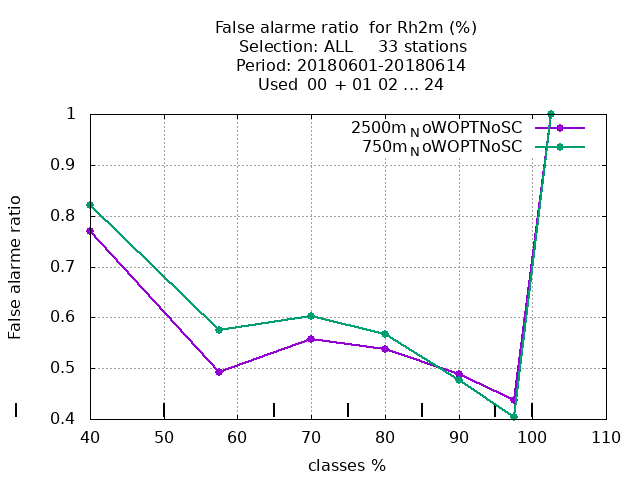 False alarme ratio for Rh2m (%)
Selection: ALL 33 stations
Period: 20180601-20180614
Used 00 + 01 02 ... 24
2500m_NoWOPTNoSC
750m_NoWOPTNoSC
False alarme ratio
1
0.9
0.8
0.7
0.6
0.5
0.4
40 50 60 70 80 90 100 110
classes %